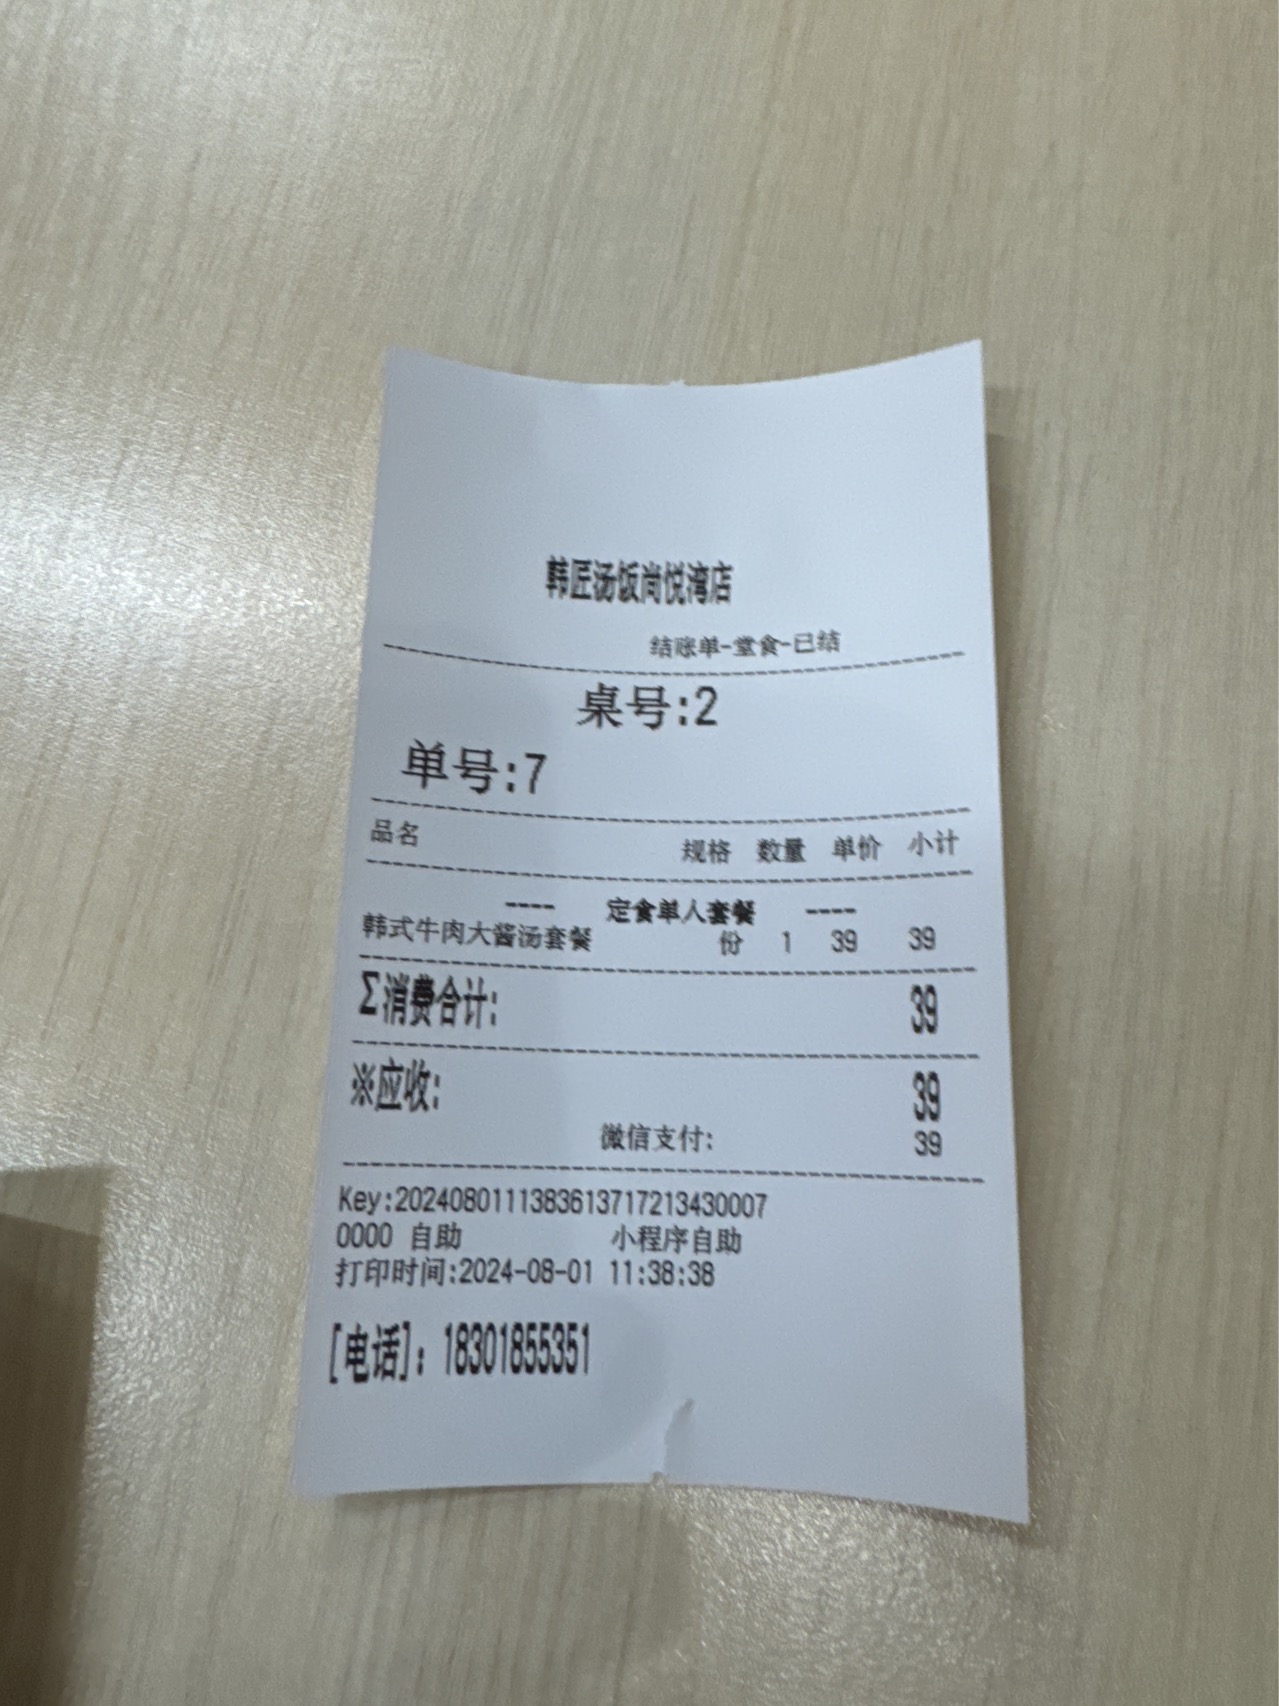 韩匠汤饭尚悦湾店
结账单-堂食-已结
桌号:2
单号:7
品名 规格 数量 单价 小计
---- 定食单人套餐 ----
韩式牛肉大酱汤套餐 份 1 39 39
Σ消费合计: 39
※应收: 39
微信支付: 39
Key:202408011138361371721343​0007
0000 自助 小程序自助
打印时间:2024-08-01 11:38:38
[电话]: 18301855351